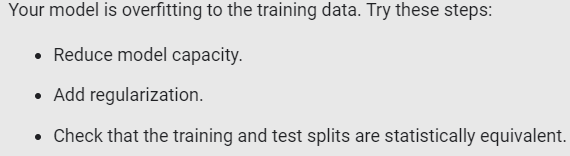 Your model is overfitting to the training data. Try these steps:
• Reduce model capacity.
• Add regularization.
• Check that the training and test splits are statistically equivalent.